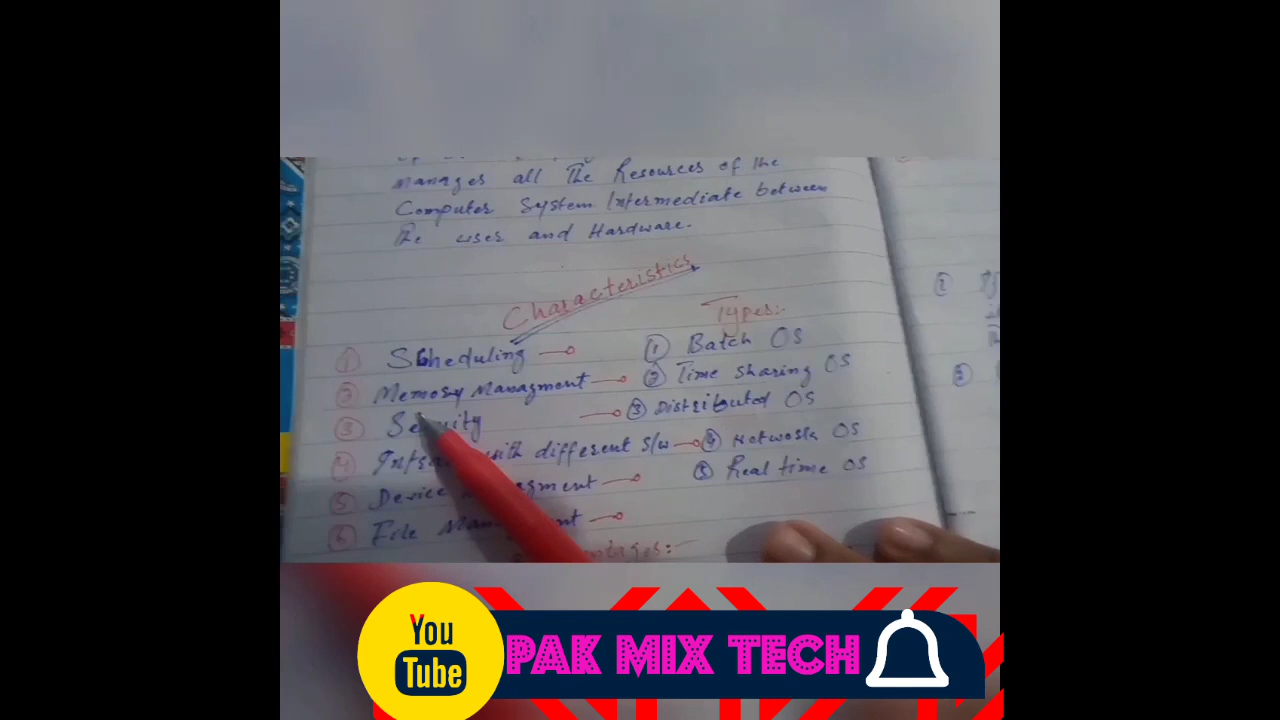 manages all The Resources of the
Computer System Intermediate between
The user and Hardware.
Characteristics
Types:-
① Scheduling
② Memory Managment
③ Security
④ with different S/w
⑤ Device Managment
⑥ File
① Batch OS
② Time sharing OS
③ Distributed OS
④ Network OS
⑤ Real time OS
You
Tube
PAK MIX TECH